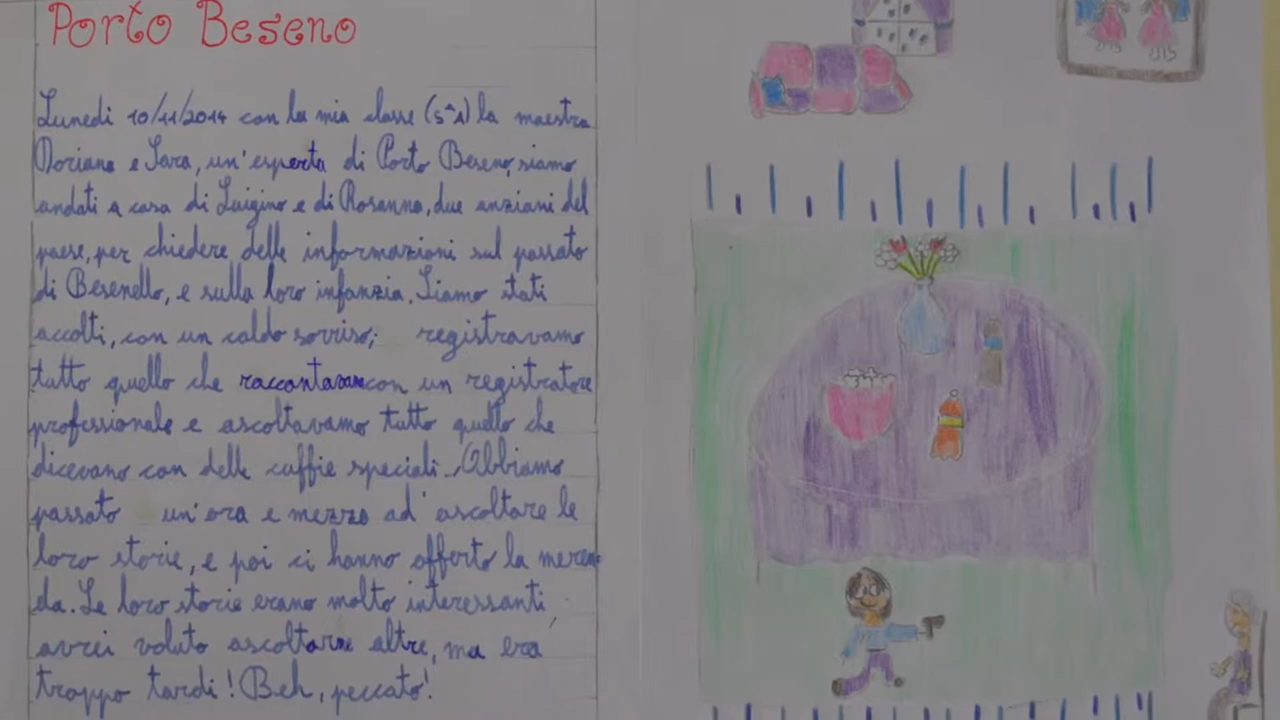 Porto Beseno
Lunedì 10/11/2014 con la mia classe (5^A) la maestra
Doriana e Sara, un'esperta di Porto Beseno, siamo
andati a casa di Luigino e di Rosanna, due anziani del
paese, per chiedere delle informazioni sul passato
di Besenello, e sulla loro infanzia. Siamo stati
accolti, con un caldo sorriso; registravamo
tutto quello che raccontavano con un registratore
professionale e ascoltavamo tutto quello che
dicevano con delle cuffie speciali. Abbiamo
passato un'ora e mezzo ad'ascoltare le
loro storie, e poi ci hanno offerto la meren-
da. Le loro storie erano molto interessanti
avrei voluto ascoltarne altre, ma era
troppo tardi! Beh, peccato!